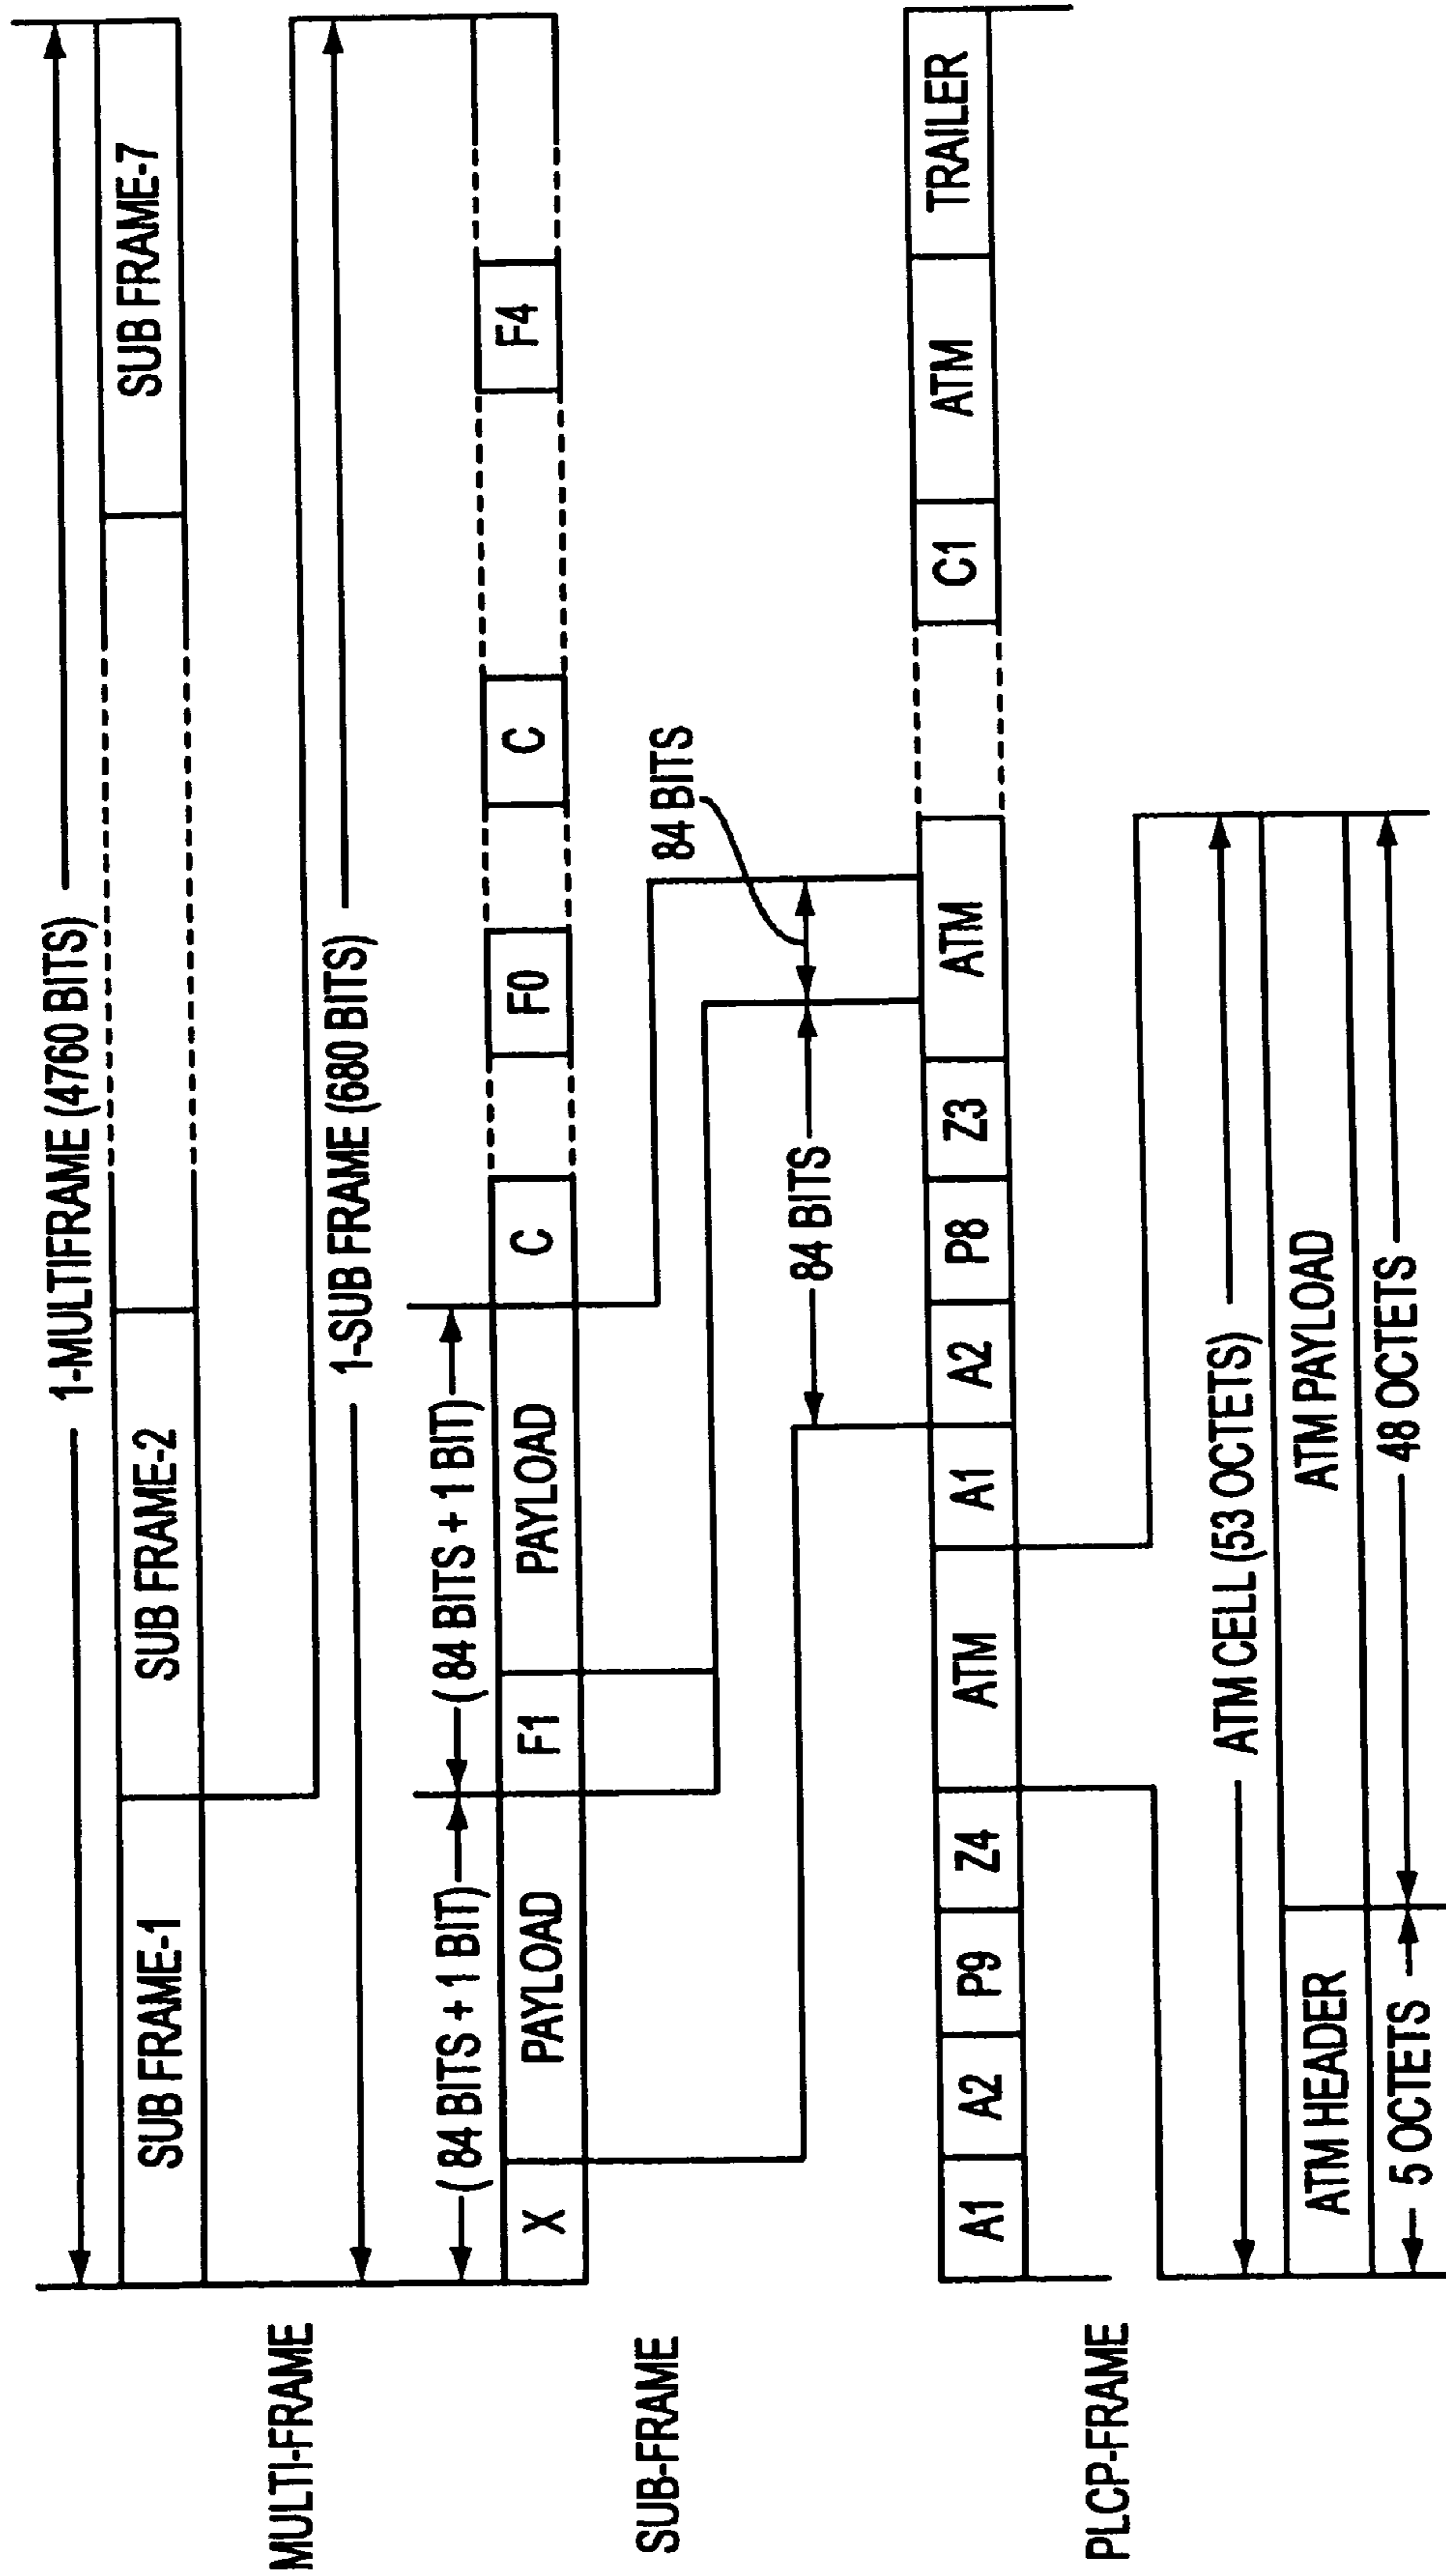 1-MULTIFRAME (4760 BITS)
SUB FRAME-1 SUB FRAME-2 SUB FRAME-7
MULTI-FRAME
1-SUB FRAME (680 BITS)
(84 BITS + 1 BIT) (84 BITS + 1 BIT)
X PAYLOAD F1 PAYLOAD C F0 C F4
SUB-FRAME
84 BITS
84 BITS
A1 A2 P9 Z4 ATM A1 A2 P8 Z3 ATM C1 ATM TRAILER
PLCP-FRAME
ATM CELL (53 OCTETS)
ATM HEADER ATM PAYLOAD
5 OCTETS 48 OCTETS